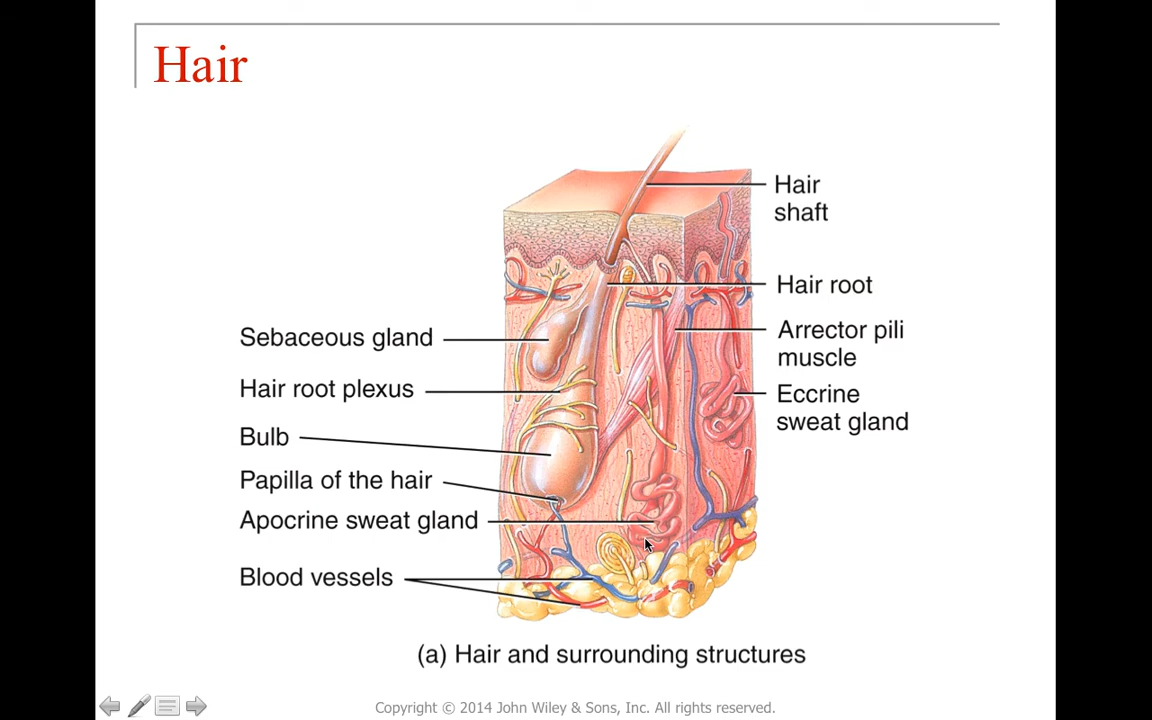 Hair
Hair
shaft
Hair root
Arrector pili
muscle
Eccrine
sweat gland
Sebaceous gland
Hair root plexus
Bulb
Papilla of the hair
Apocrine sweat gland
Blood vessels
(a) Hair and surrounding structures
Copyright © 2014 John Wiley & Sons, Inc. All rights reserved.